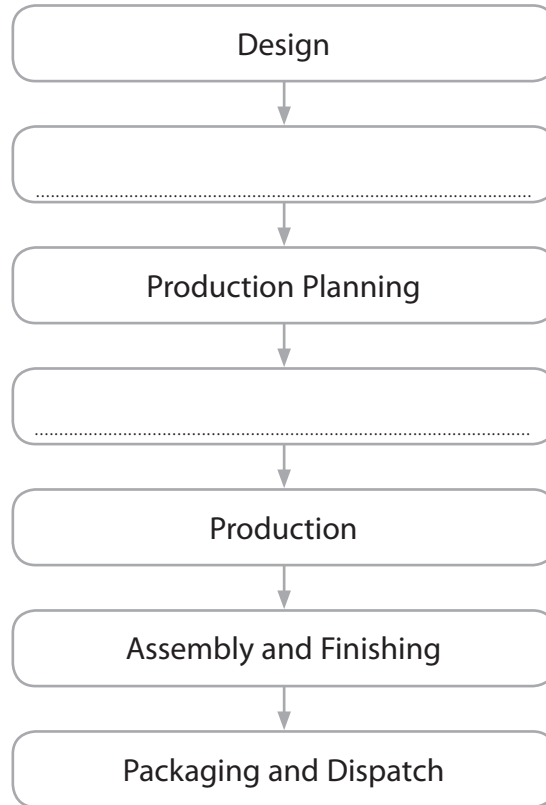 Design
Production Planning
Production
Assembly and Finishing
Packaging and Dispatch